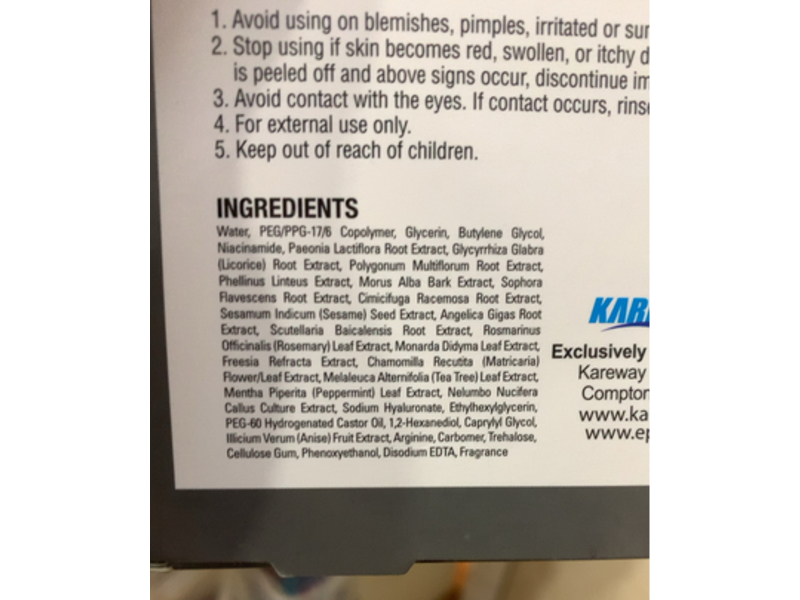 1. Avoid using on blemishes, pimples, irritated or
2. Stop using if skin becomes red, swollen, or itchy
is peeled off and above signs occur, discontinue
3. Avoid contact with the eyes. If contact occurs,
4. For external use only.
5. Keep out of reach of children.
INGREDIENTS
Water, PEG/PPG-17/6 Copolymer, Glycerin, Butylene Glycol,
Niacinamide, Paeonia Lactiflora Root Extract, Glycyrrhiza Glabra
(Licorice) Root Extract, Polygonum Multiflorum Root Extract,
Phellinus Linteus Extract, Morus Alba Bark Extract, Sophora
Flavescens Root Extract, Cimicifuga Racemosa Root Extract,
Sesamum Indicum (Sesame) Seed Extract, Angelica Gigas Root
Extract, Scutellaria Baicalensis Root Extract, Rosmarinus
Officinalis (Rosemary) Leaf Extract, Monarda Didyma Leaf Extract,
Freesia Refracta Extract, Chamomilla Recutita (Matricaria)
Flower/Leaf Extract, Melaleuca Alternifolia (Tea Tree) Leaf Extract,
Mentha Piperita (Peppermint) Leaf Extract, Nelumbo Nucifera
Callus Culture Extract, Sodium Hyaluronate, Ethylhexylglycerin,
PEG-60 Hydrogenated Castor Oil, 1,2-Hexanediol, Caprylyl Glycol,
Illicium Verum (Anise) Fruit Extract, Arginine, Carbomer, Trehalose,
Cellulose Gum, Phenoxyethanol, Disodium EDTA, Fragrance
KAR
Exclusively
Kareway
Compton
www.ka
www.ep